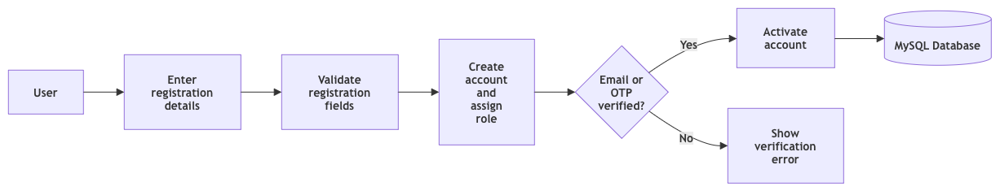 User
Enter
registration
details
Validate
registration
fields
Create
account
and
assign
role
Email or
OTP
verified?
Yes
Activate
account
MySQL Database
No
Show
verification
error